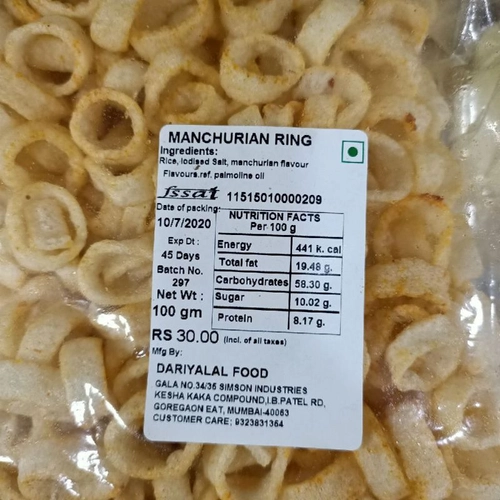 MANCHURIAN RING
Ingredients:
Rice, Iodised Salt, manchurian flavour
Flavours.ref. palmoline oil
fssai 11515010000209
Date of packing:
10/7/2020
Exp Dt :
45 Days
Batch No.
297
Net Wt :
100 gm
NUTRITION FACTS
Per 100 g
Energy 441 k. cal
Total fat 19.48 g.
Carbohydrates 58.30 g.
Sugar 10.02 g.
Protein 8.17 g.
RS 30.00 (Incl. of all taxes)
Mfg By:
DARIYALAL FOOD
GALA NO.34/35 SIMSON INDUSTRIES
KESHA KAKA COMPOUND,I.B.PATEL RD,
GOREGAON EAT, MUMBAI-40063
CUSTOMER CARE; 9323831364